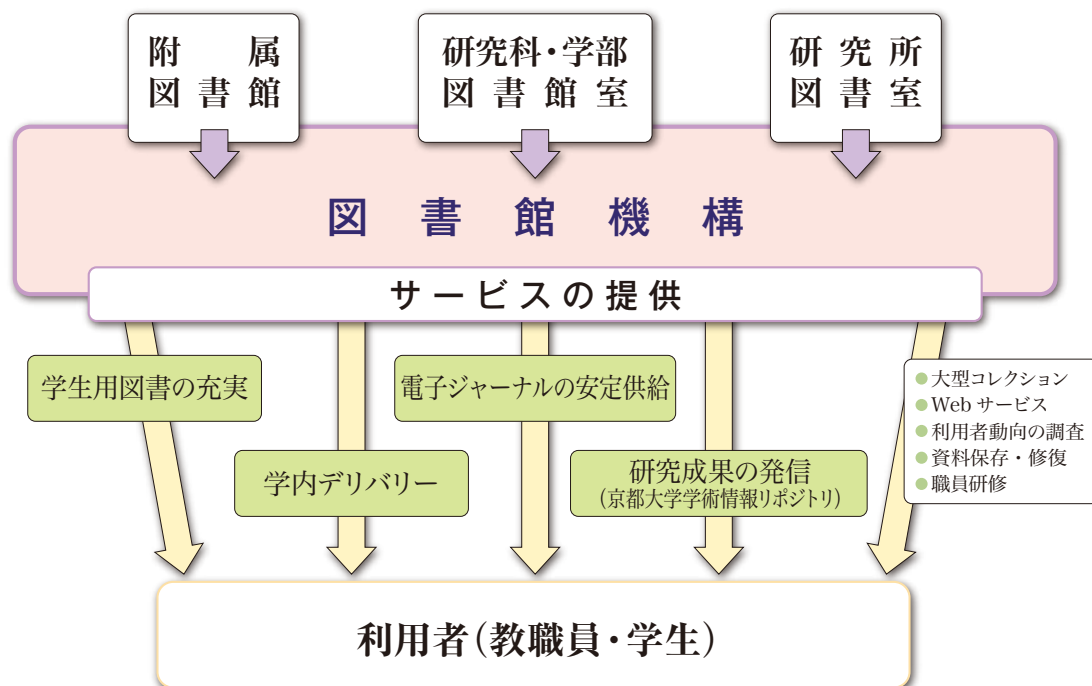 附属
図書館
研究科・学部
図書館室
研究所
図書室
図書館機構
サービスの提供
学生用図書の充実
電子ジャーナルの安定供給
学内デリバリー
研究成果の発信
(京都大学学術情報リポジトリ)
●大型コレクション
●Web サービス
●利用者動向の調査
●資料保存・修復
●職員研修
利用者(教職員・学生)